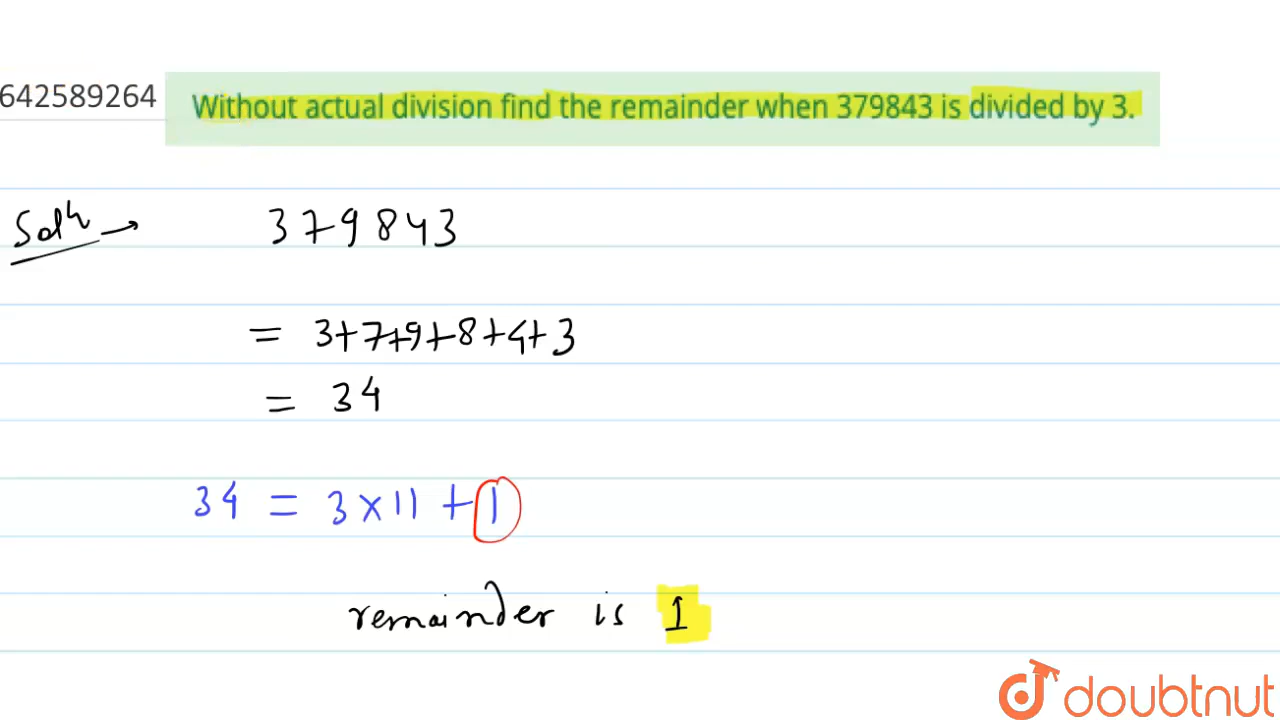 642589264
Without actual division find the remainder when 379843 is divided by 3.
Solⁿ → 379843
= 3+7+9+8+4+3
= 34
34 = 3×11+1
remainder is 1
doubtnut